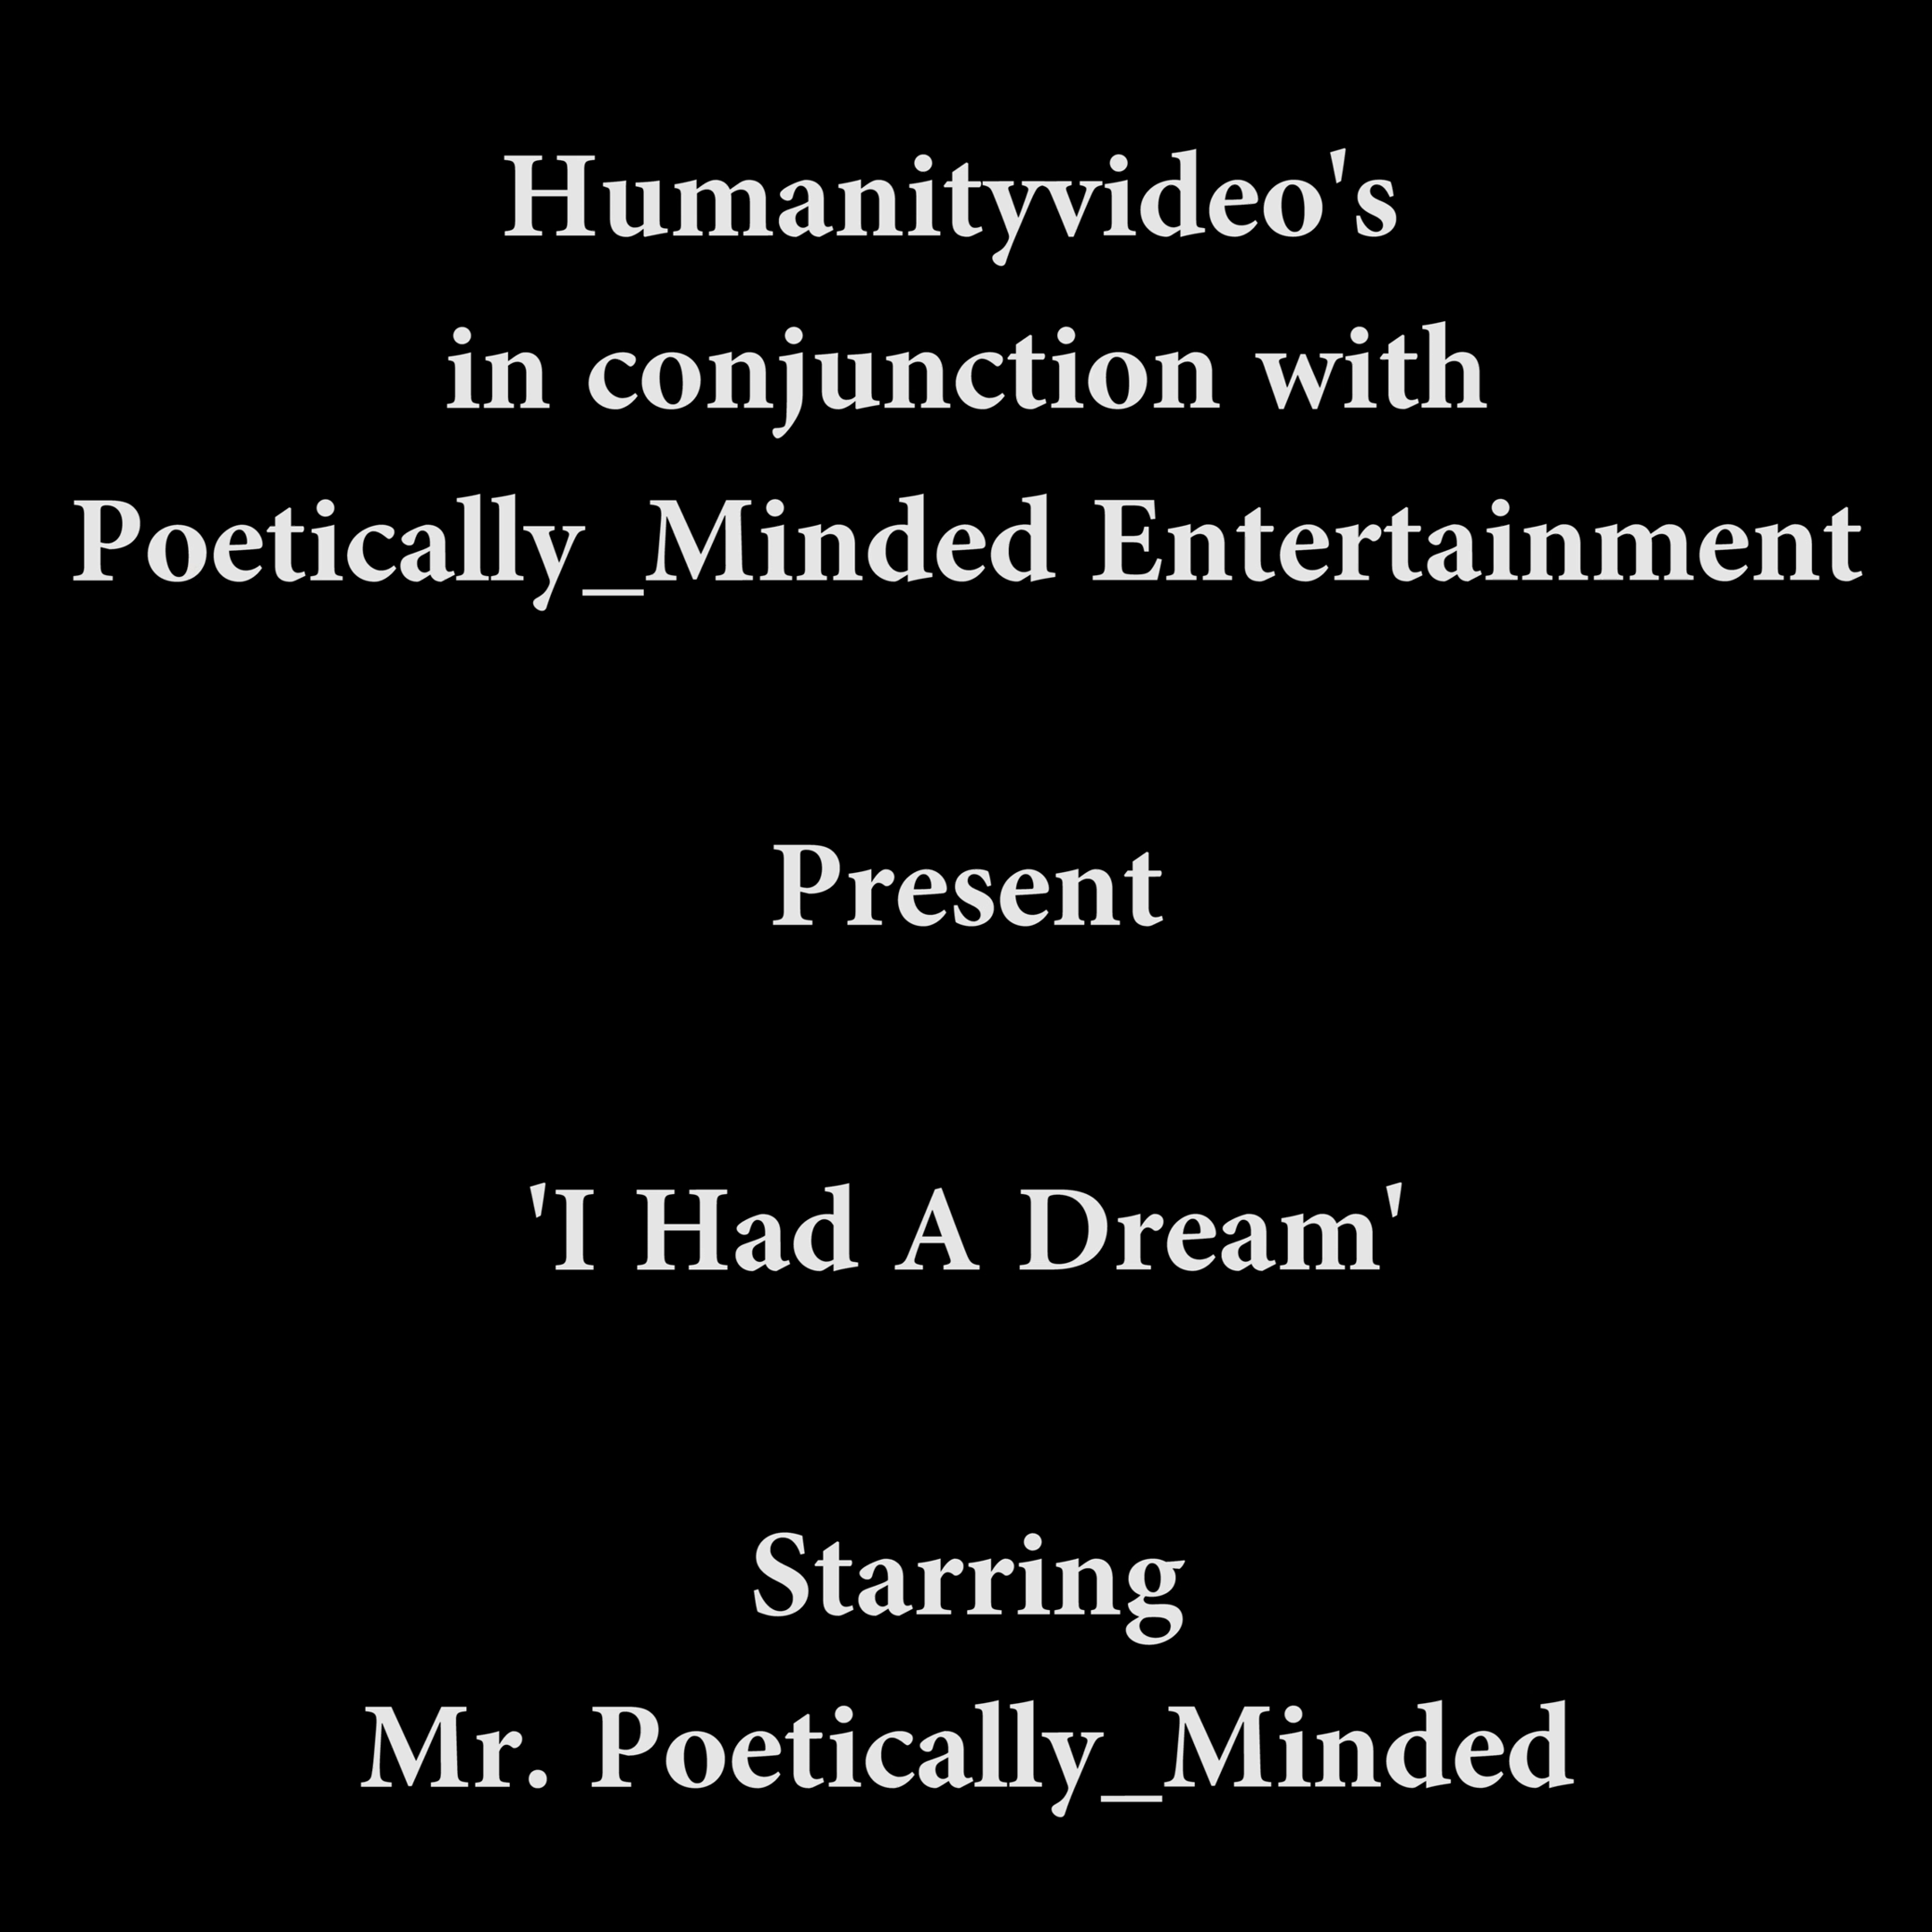 Humanityvideo's
in conjunction with
Poetically_Minded Entertainment
Present
'I Had A Dream'
Starring
Mr. Poetically_Minded